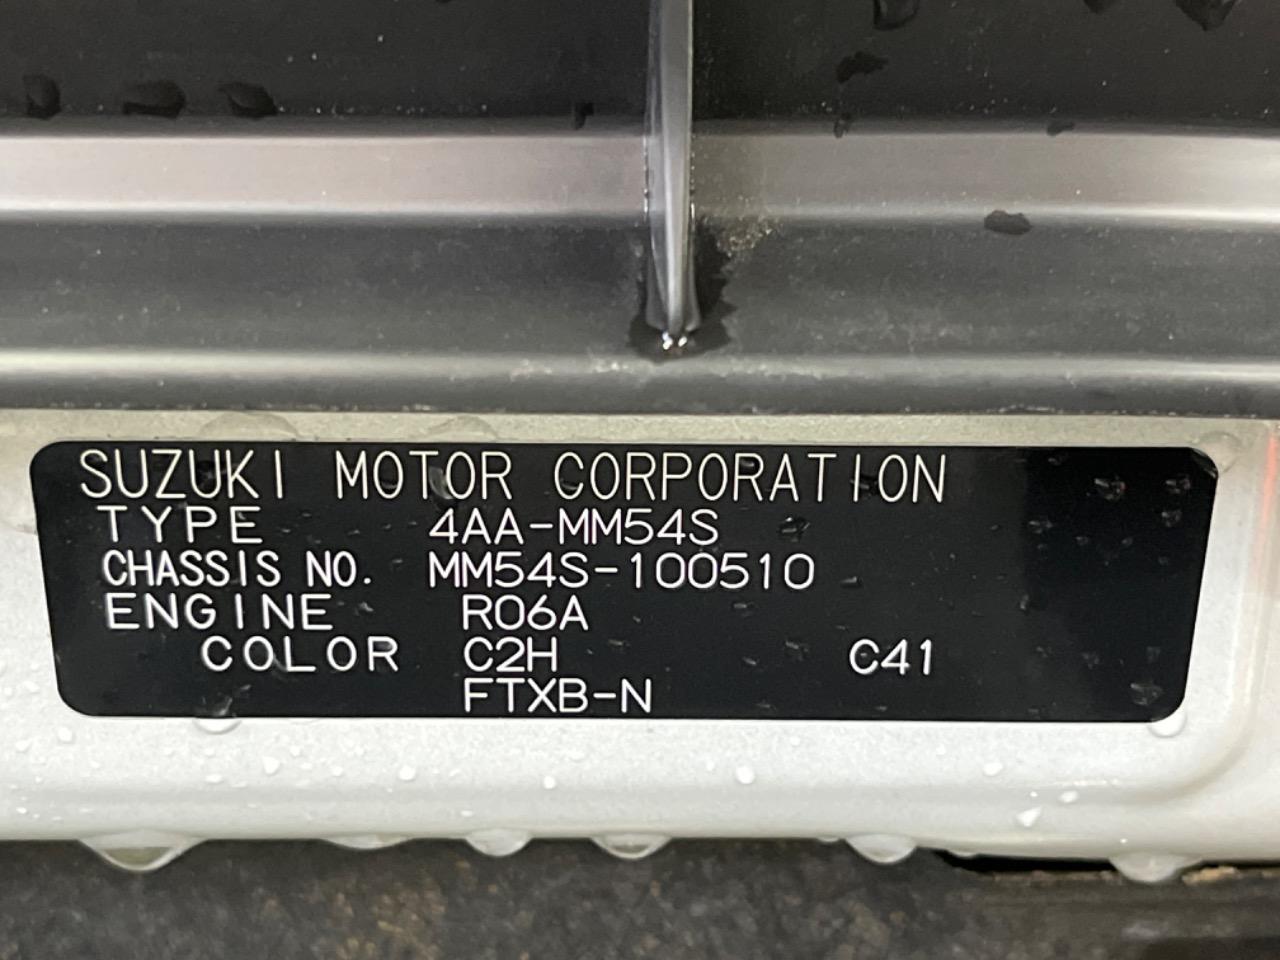 SUZUKI MOTOR CORPORATION
TYPE 4AA-MM54S
CHASSIS NO. MM54S-100510
ENGINE R06A
COLOR C2H C41
FTXB-N